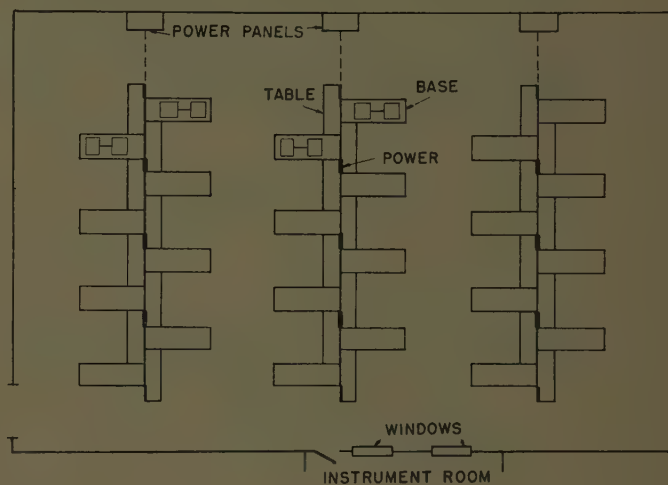 POWER PANELS
TABLE
BASE
POWER
WINDOWS
INSTRUMENT ROOM